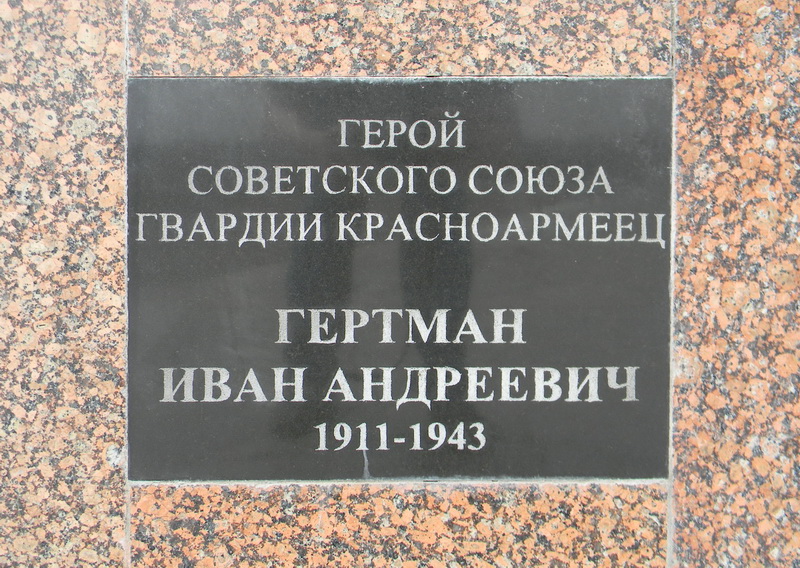 ГЕРОЙ
СОВЕТСКОГО СОЮЗА
ГВАРДИИ КРАСНОАРМЕЕЦ
ГЕРТМАН
ИВАН АНДРЕЕВИЧ
1911-1943